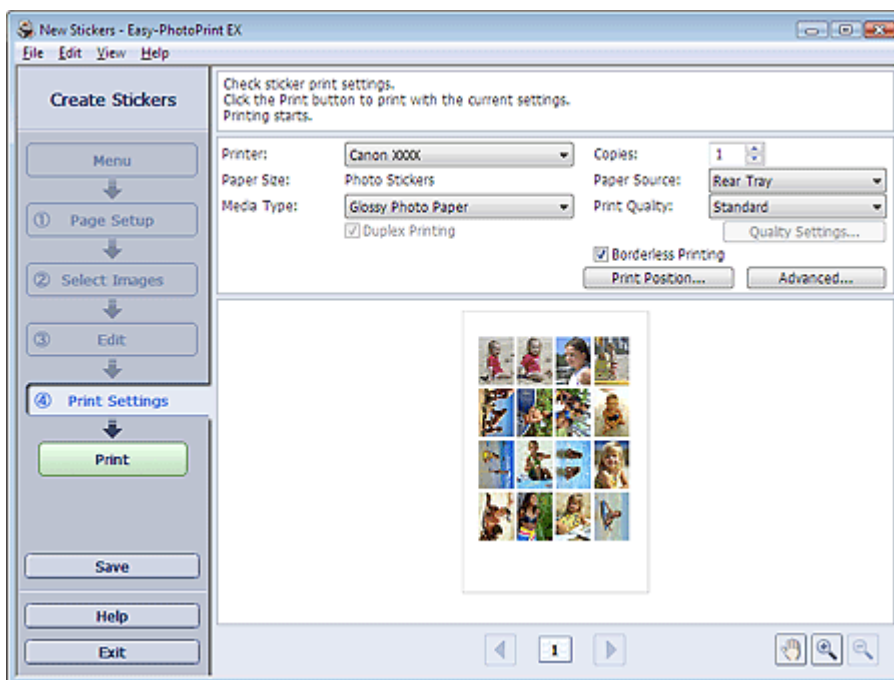 New Stickers - Easy-PhotoPrint EX
File Edit View Help
Create Stickers
Menu
① Page Setup
② Select Images
③ Edit
④ Print Settings
Print
Save
Help
Exit
Check sticker print settings.
Click the Print button to print with the current settings.
Printing starts.
Printer: Canon XXXX Copies: 1
Paper Size: Photo Stickers Paper Source: Rear Tray
Media Type: Glossy Photo Paper Print Quality: Standard
Duplex Printing Quality Settings...
Borderless Printing
Print Position... Advanced...
1